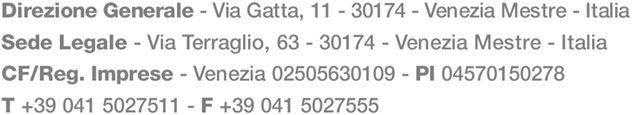 Direzione Generale - Via Gatta, 11 - 30174 - Venezia Mestre - Italia
Sede Legale - Via Terraglio, 63 - 30174 - Venezia Mestre - Italia
CF/Reg. Imprese - Venezia 02505630109 - PI 04570150278
T +39 041 5027511 - F +39 041 5027555